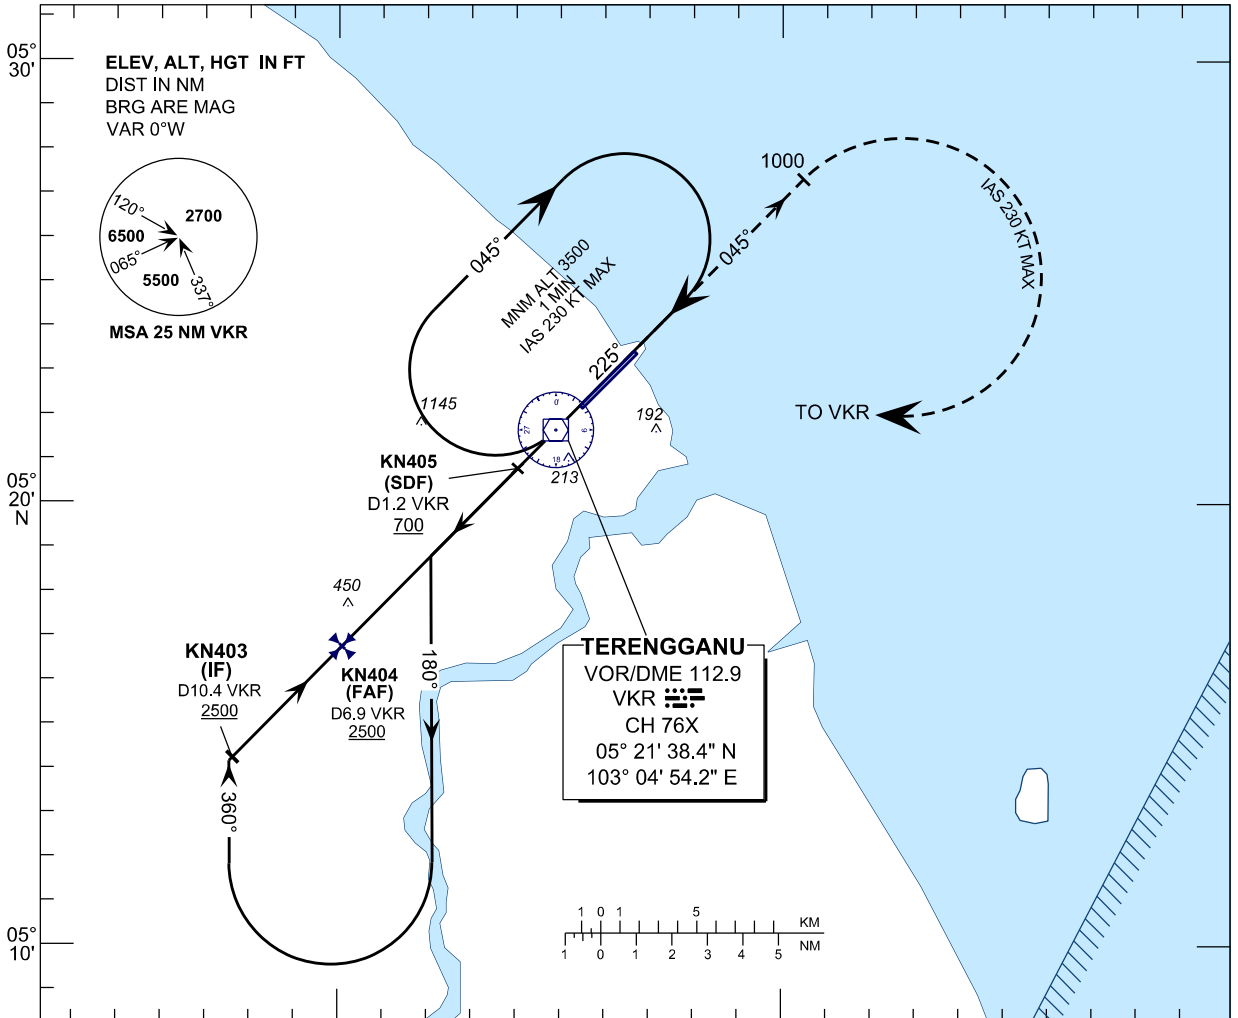 05°
30'
ELEV, ALT, HGT IN FT
DIST IN NM
BRG ARE MAG
VAR 0°W
120°
2700
6500
065°
5500
337°
MSA 25 NM VKR
1000
IAS 230 KT MAX
045°
045°
MNM ALT 3500
1 MIN
IAS 230 KT MAX
225°
TO VKR
1145
192
0
9
18
27
213
KN405
(SDF)
D1.2 VKR
700
05°
20'
N
450
KN403
(IF)
D10.4 VKR
2500
KN404
(FAF)
D6.9 VKR
2500
180°
360°
TERENGGANU
VOR/DME 112.9
VKR
CH 76X
05° 21' 38.4" N
103° 04' 54.2" E
1 0 1 5 KM
1 0 1 2 3 4 5 NM
05°
10'